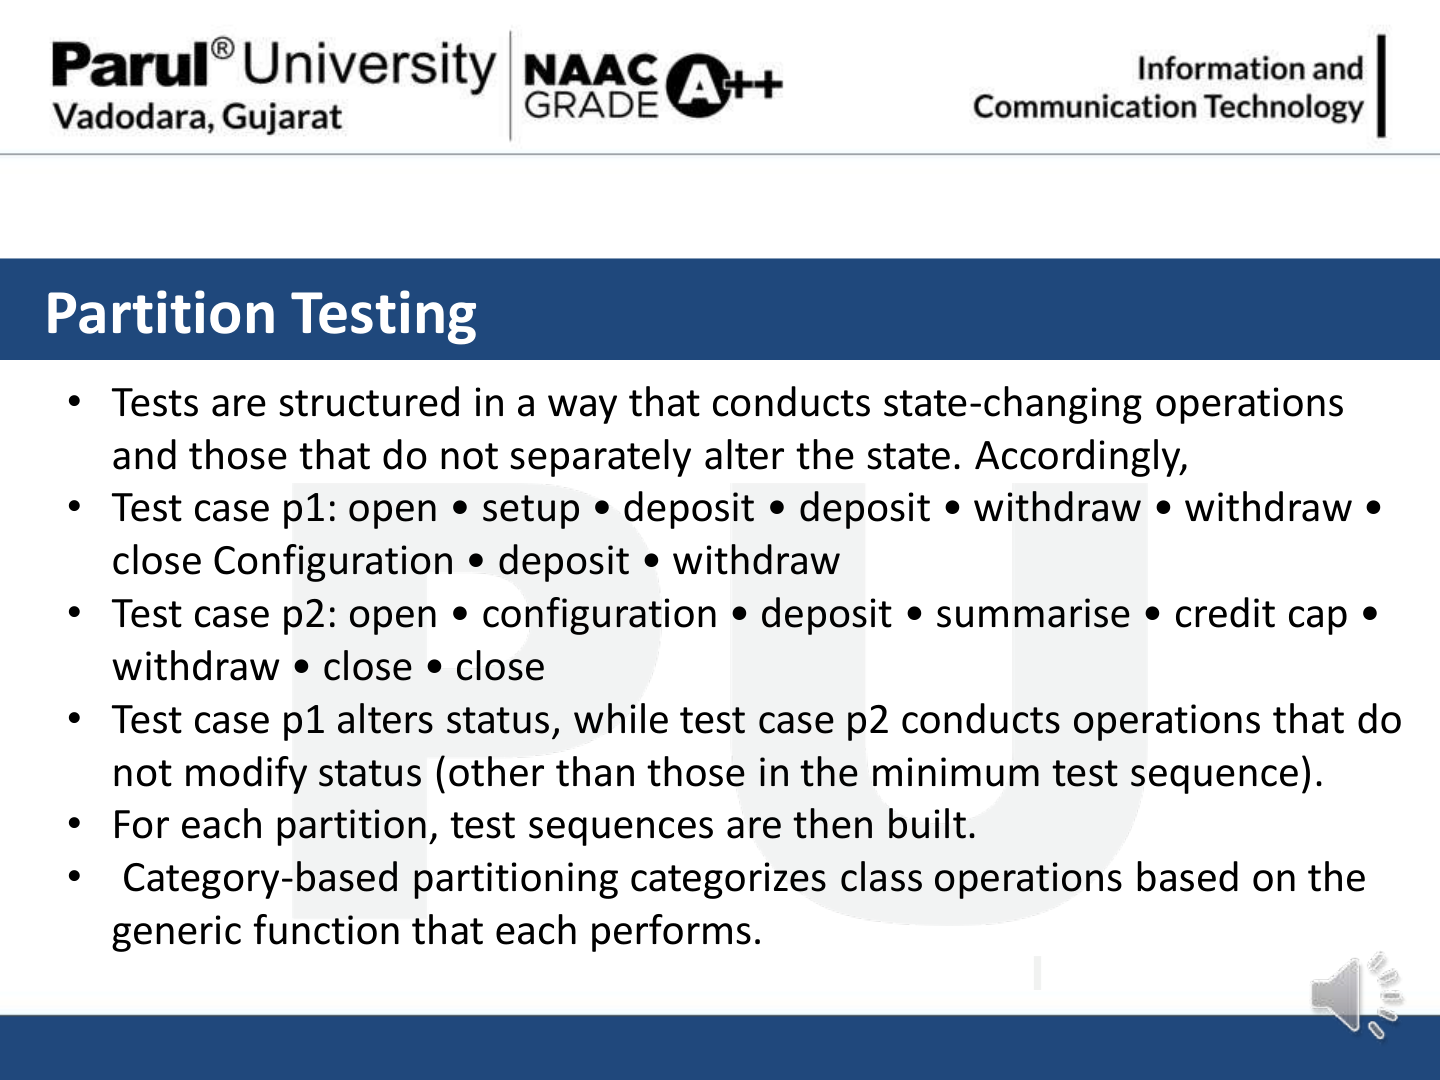 Parul® University
Vadodara, Gujarat
NAAC
GRADE A++
Information and
Communication Technology
Partition Testing
• Tests are structured in a way that conducts state-changing operations
and those that do not separately alter the state. Accordingly,
• Test case p1: open • setup • deposit • deposit • withdraw • withdraw •
close Configuration • deposit • withdraw
• Test case p2: open • configuration • deposit • summarise • credit cap •
withdraw • close • close
• Test case p1 alters status, while test case p2 conducts operations that do
not modify status (other than those in the minimum test sequence).
• For each partition, test sequences are then built.
• Category-based partitioning categorizes class operations based on the
generic function that each performs.
PU